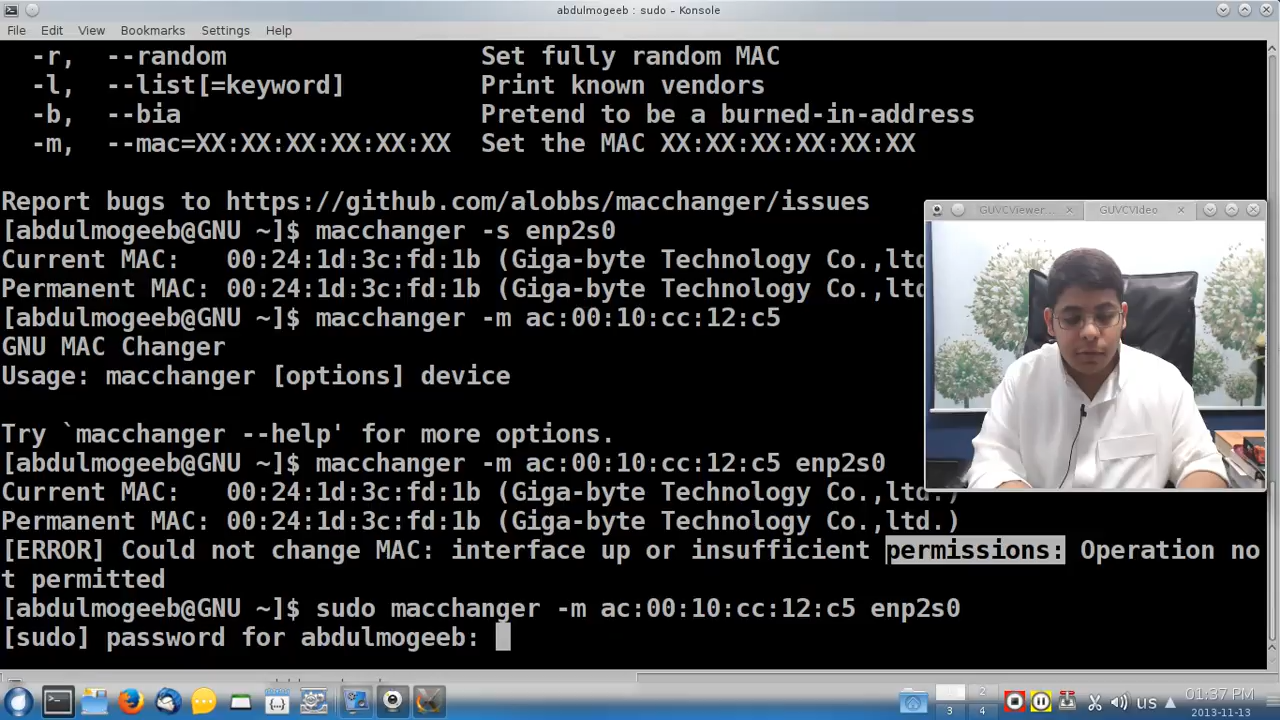 abdulmogeeb : sudo – Konsole
File Edit View Bookmarks Settings Help
-r, --random Set fully random MAC
-l, --list[=keyword] Print known vendors
-b, --bia Pretend to be a burned-in-address
-m, --mac=XX:XX:XX:XX:XX:XX Set the MAC XX:XX:XX:XX:XX:XX
Report bugs to https://github.com/alobbs/macchanger/issues
[abdulmogeeb@GNU ~]$ macchanger -s enp2s0
Current MAC: 00:24:1d:3c:fd:1b (Giga-byte Technology Co.,ltd
Permanent MAC: 00:24:1d:3c:fd:1b (Giga-byte Technology Co.,ltd
[abdulmogeeb@GNU ~]$ macchanger -m ac:00:10:cc:12:c5
GNU MAC Changer
Usage: macchanger [options] device
Try `macchanger --help' for more options.
[abdulmogeeb@GNU ~]$ macchanger -m ac:00:10:cc:12:c5 enp2s0
Current MAC: 00:24:1d:3c:fd:1b (Giga-byte Technology Co.,ltd.)
Permanent MAC: 00:24:1d:3c:fd:1b (Giga-byte Technology Co.,ltd.)
[ERROR] Could not change MAC: interface up or insufficient permissions: Operation no
t permitted
[abdulmogeeb@GNU ~]$ sudo macchanger -m ac:00:10:cc:12:c5 enp2s0
[sudo] password for abdulmogeeb:
GUVCViewer... GUVCVideo
2
3 4
us
01:37 PM
2013-11-13